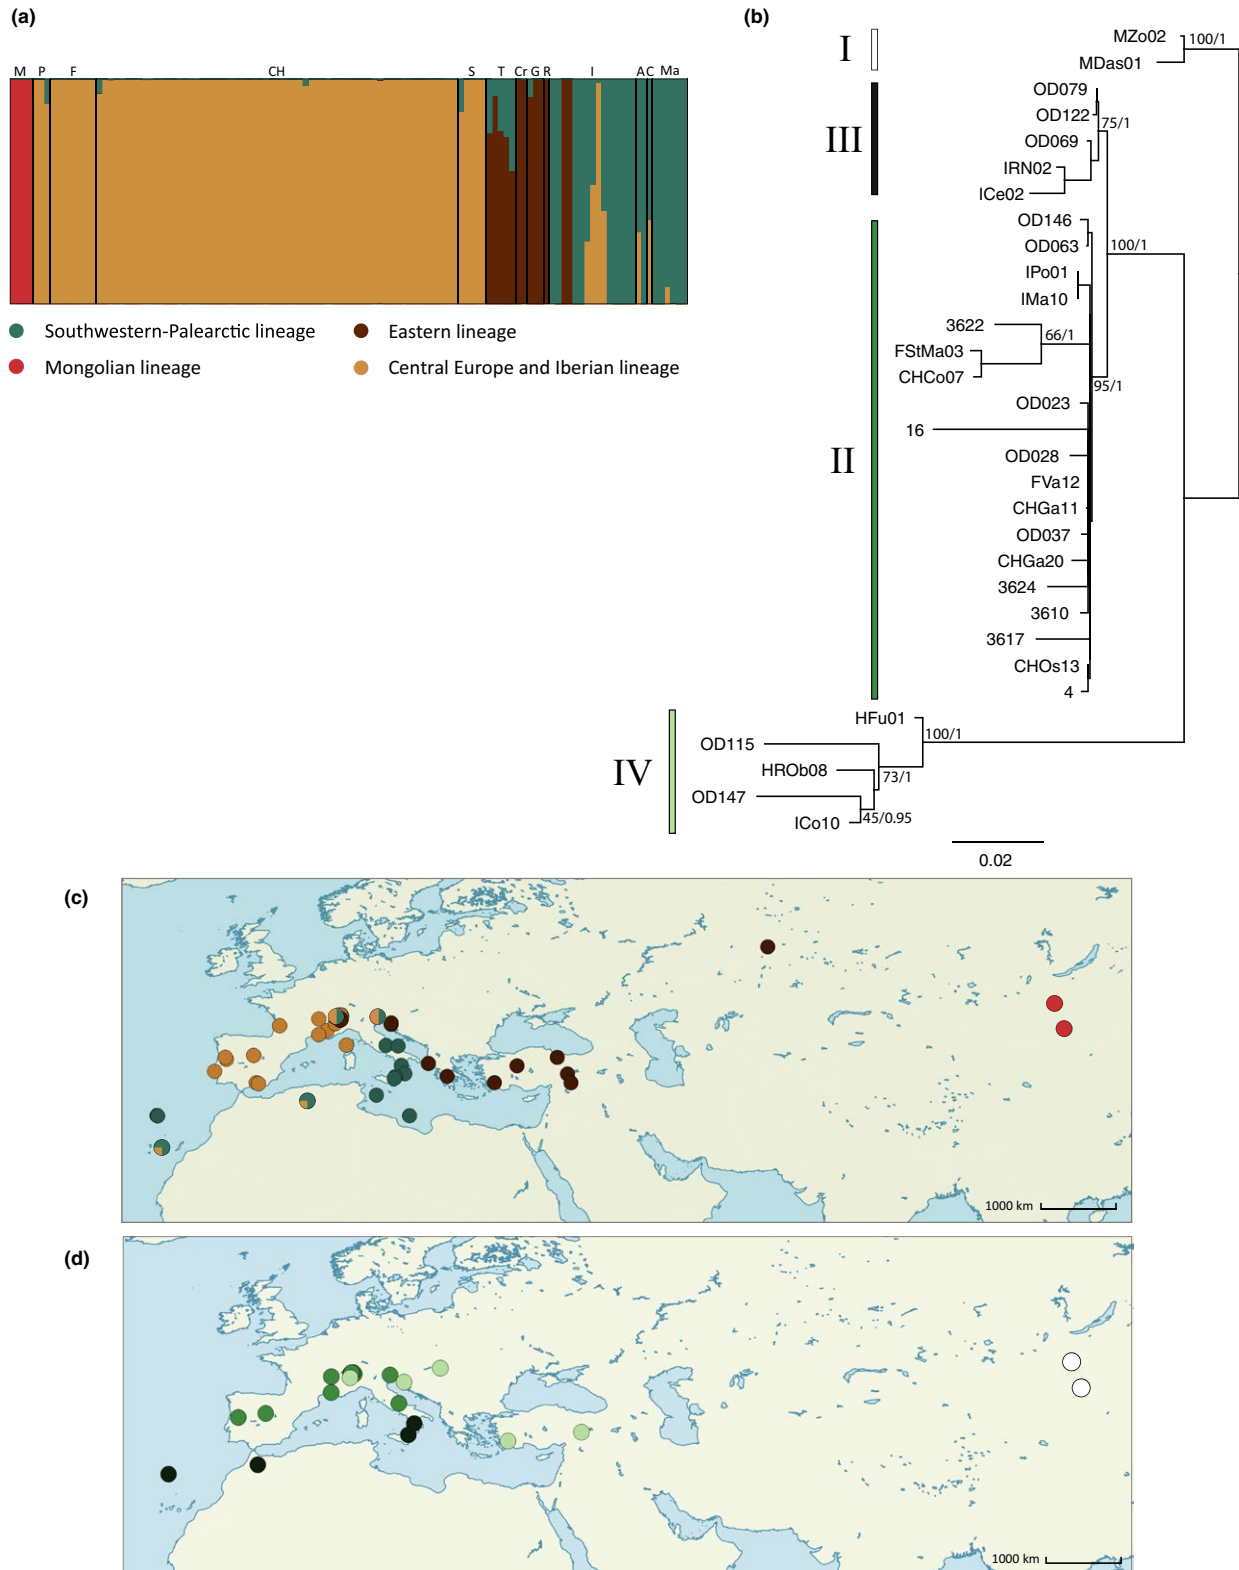 (a)
M P F CH S T Cr G R I A C Ma
Southwestern-Palearctic lineage
Eastern lineage
Mongolian lineage
Central Europe and Iberian lineage
(b)
I
III
II
IV
MZo02
100/1
MDas01
OD079
OD122
75/1
OD069
IRN02
ICe02
OD146
OD063
100/1
IPo01
IMa10
3622
66/1
FStMa03
CHCo07
95/1
OD023
16
OD028
FVa12
CHGa11
OD037
CHGa20
3624
3610
3617
CHOs13
4
HFu01
100/1
OD115
HROb08
73/1
OD147
ICo10
45/0.95
0.02
(c)
1000 km
(d)
1000 km